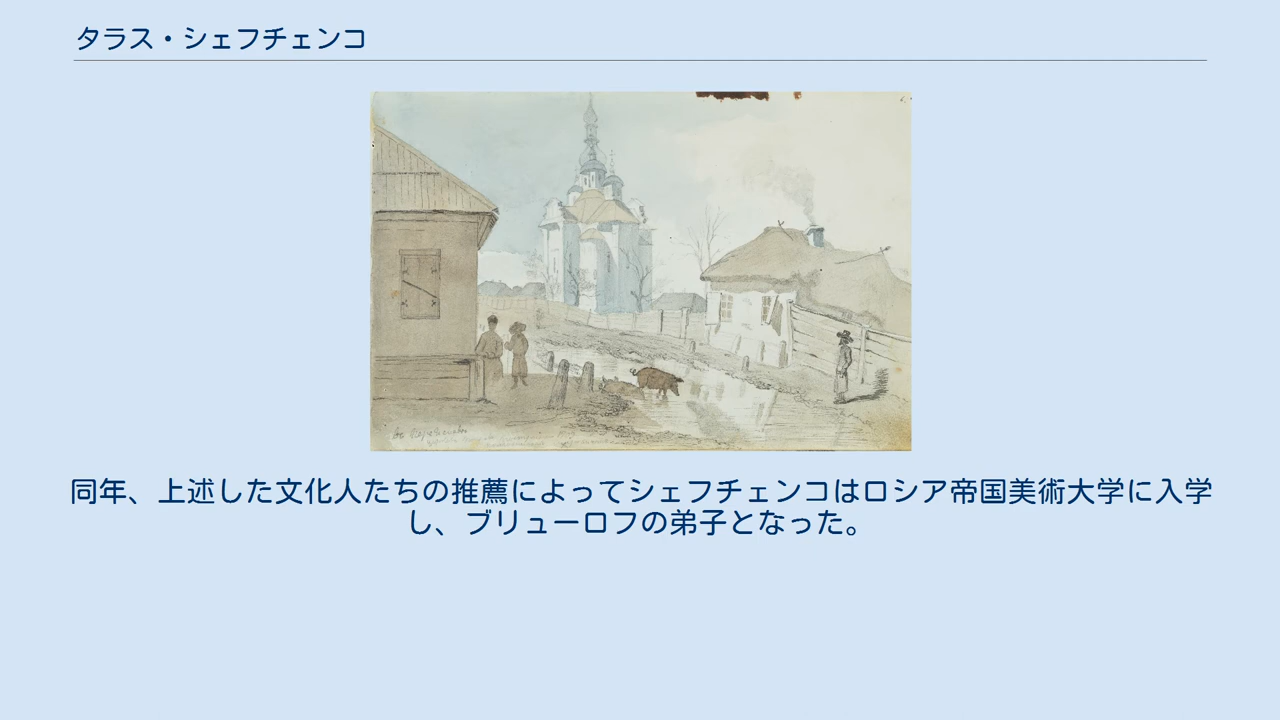 タラス・シェフチェンコ
同年、上述した文化人たちの推薦によってシェフチェンコはロシア帝国美術大学に入学
し、ブリューロフの弟子となった。